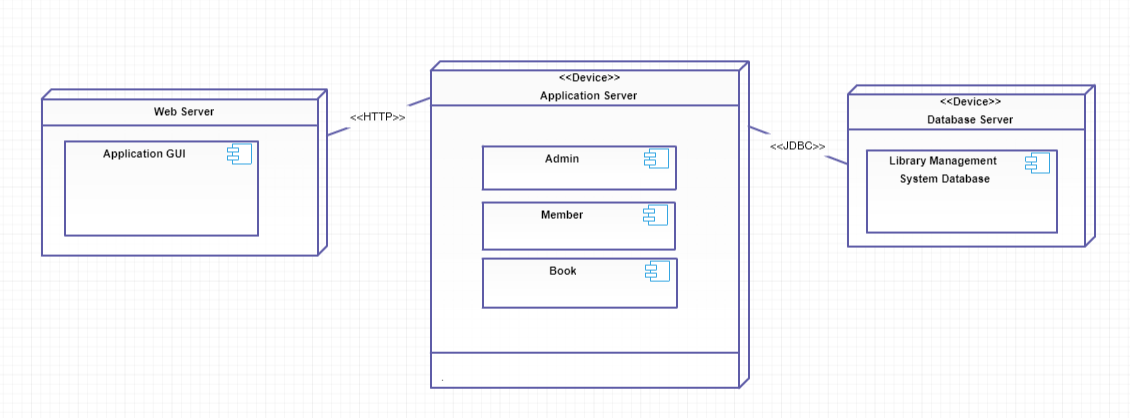 Web Server
Application GUI
<<HTTP>>
<<Device>>
Application Server
Admin
Member
Book
.
<<JDBC>>
<<Device>>
Database Server
Library Management
System Database